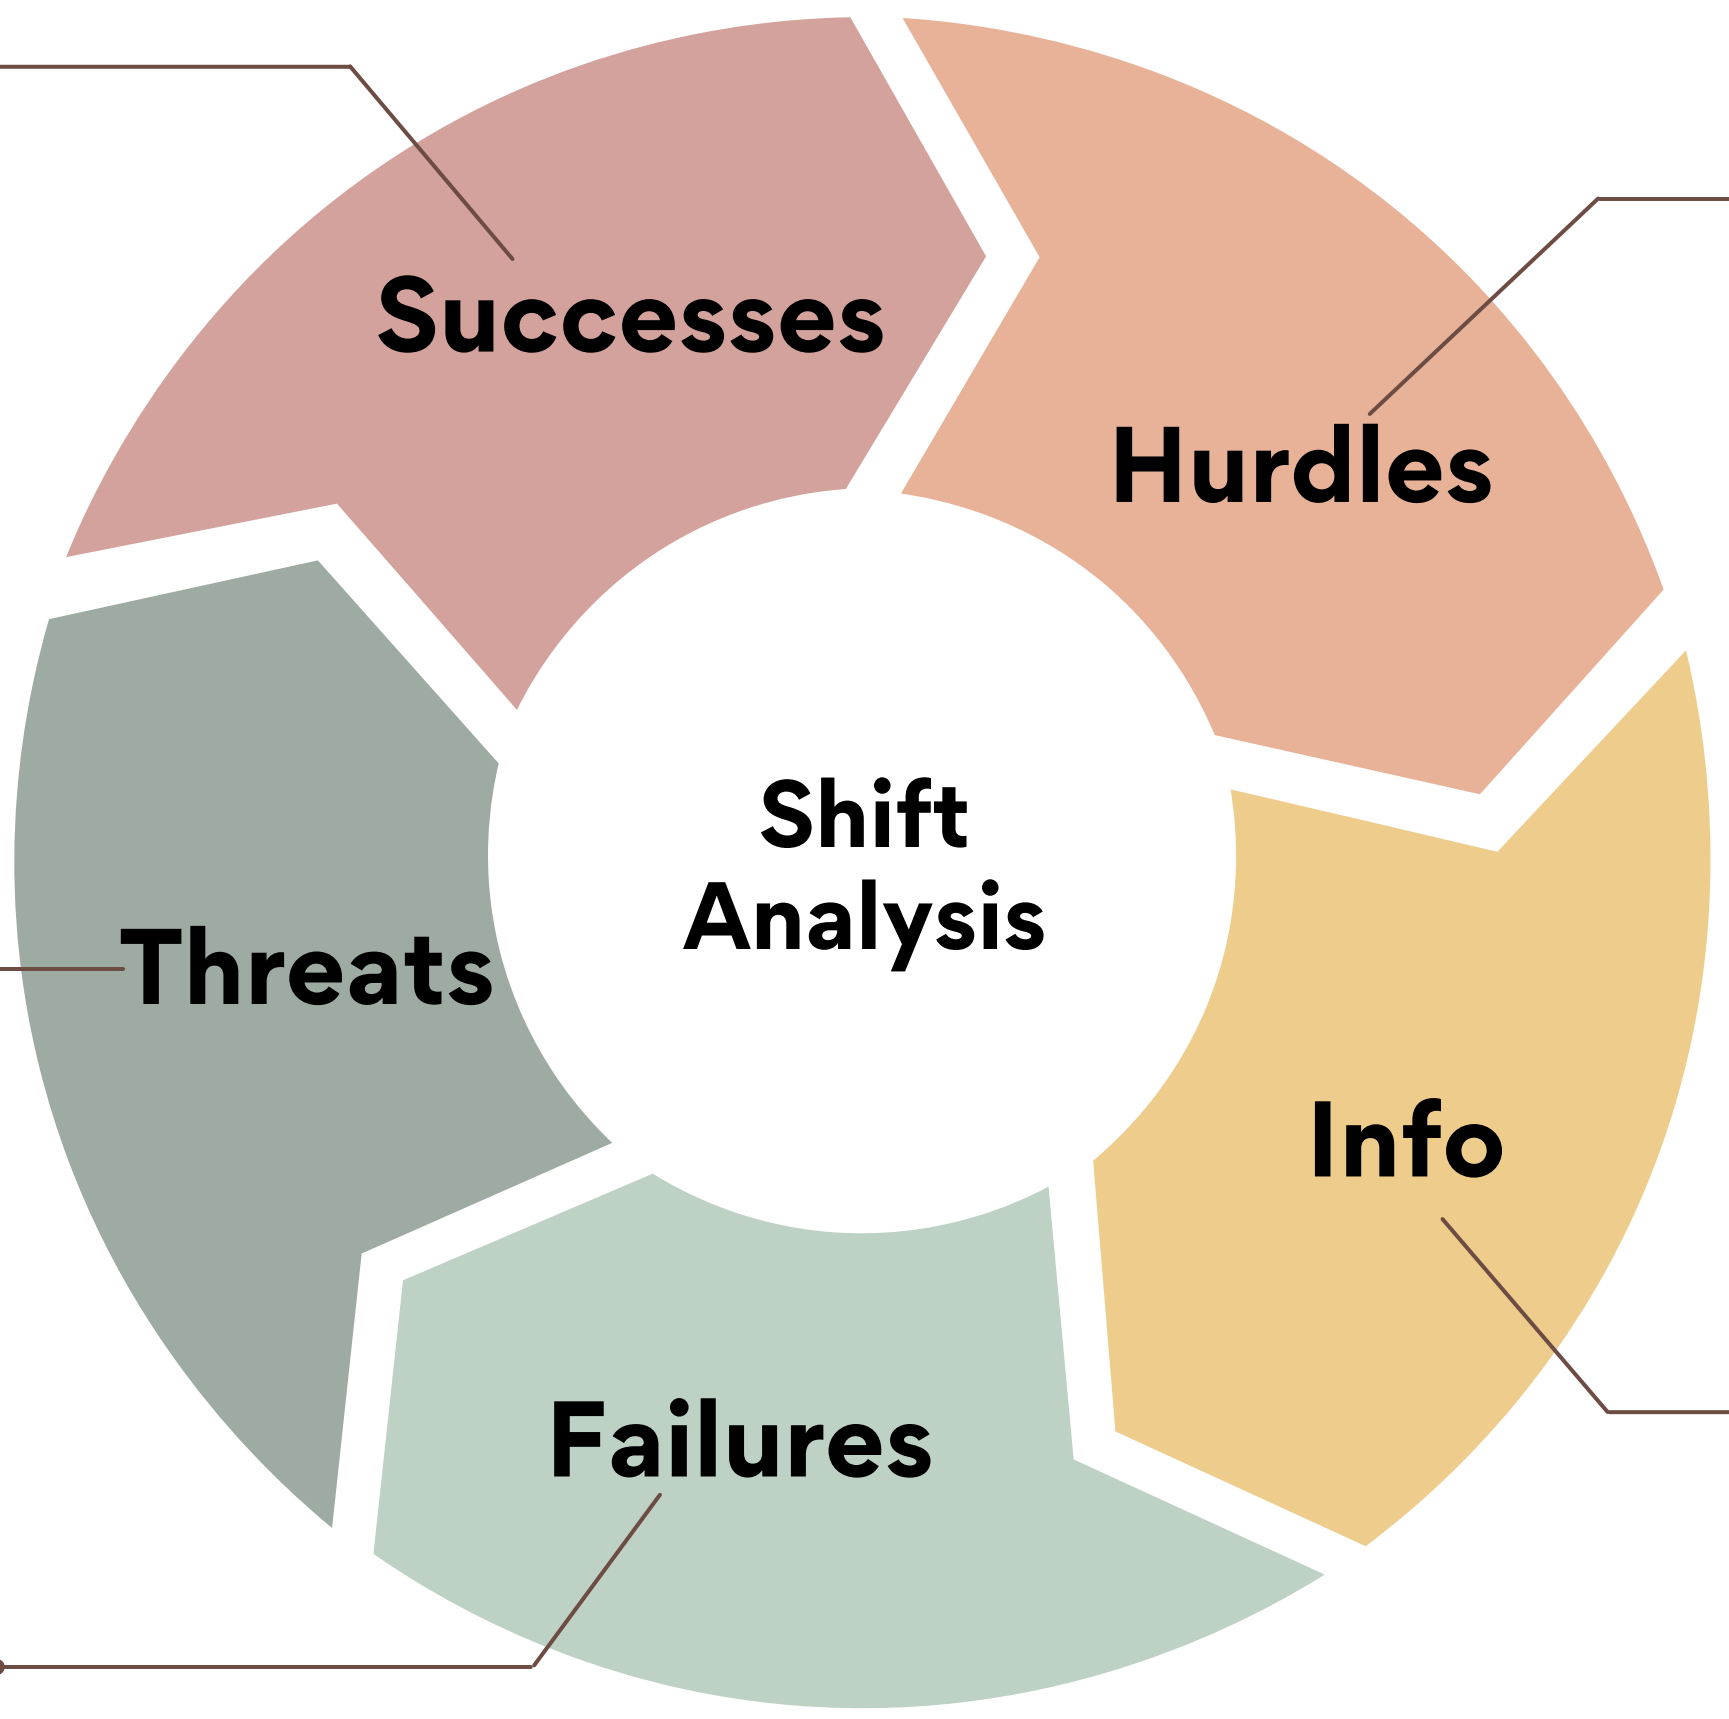 Successes
Hurdles
Shift
Analysis
Threats
Info
Failures